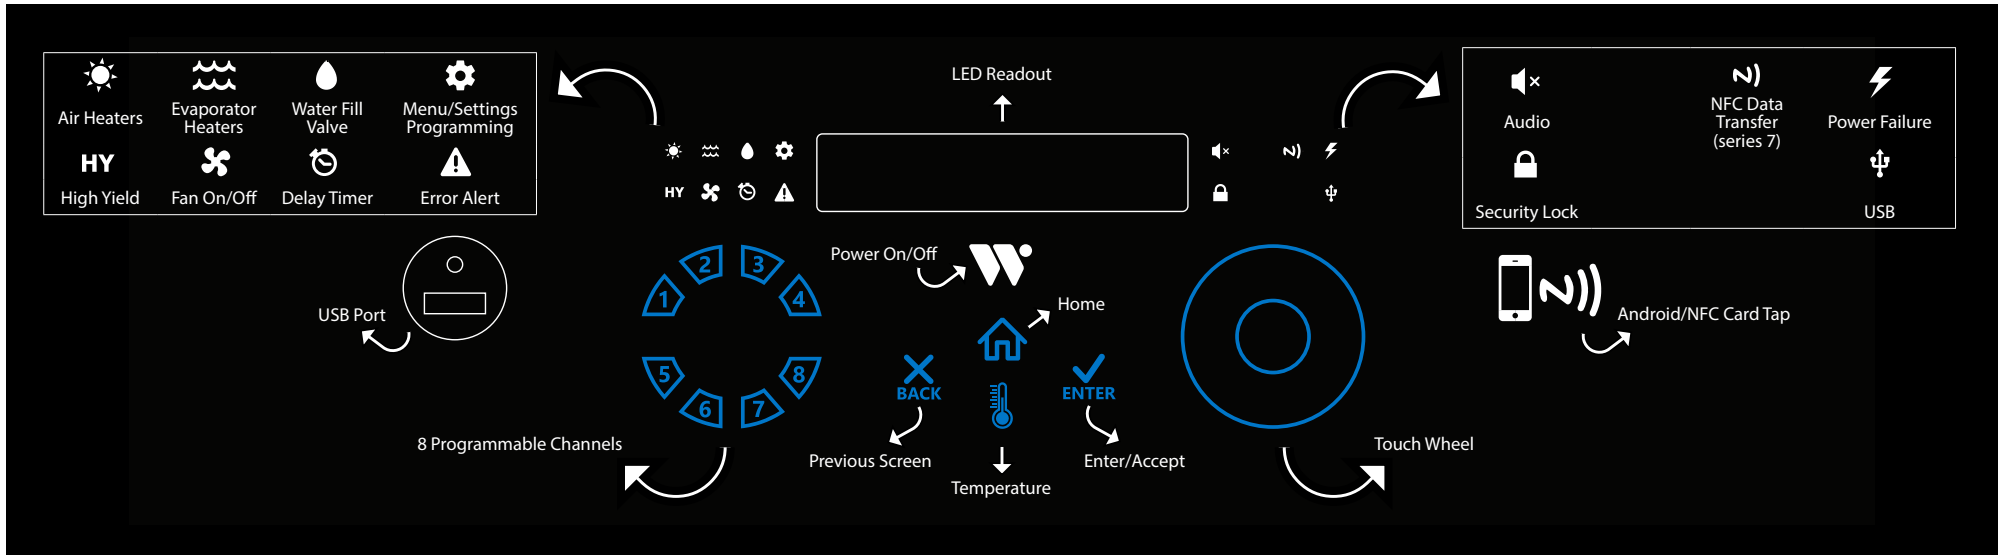 Air Heaters
Evaporator
Heaters
Water Fill
Valve
Menu/Settings
Programming
HY
High Yield
Fan On/Off
Delay Timer
Error Alert
LED Readout
HY
Audio
NFC Data
Transfer
(series 7)
Power Failure
Security Lock
USB
USB Port
1
2
3
4
5
6
7
8
8 Programmable Channels
Power On/Off
Home
BACK
ENTER
Previous Screen
Temperature
Enter/Accept
Touch Wheel
Android/NFC Card Tap